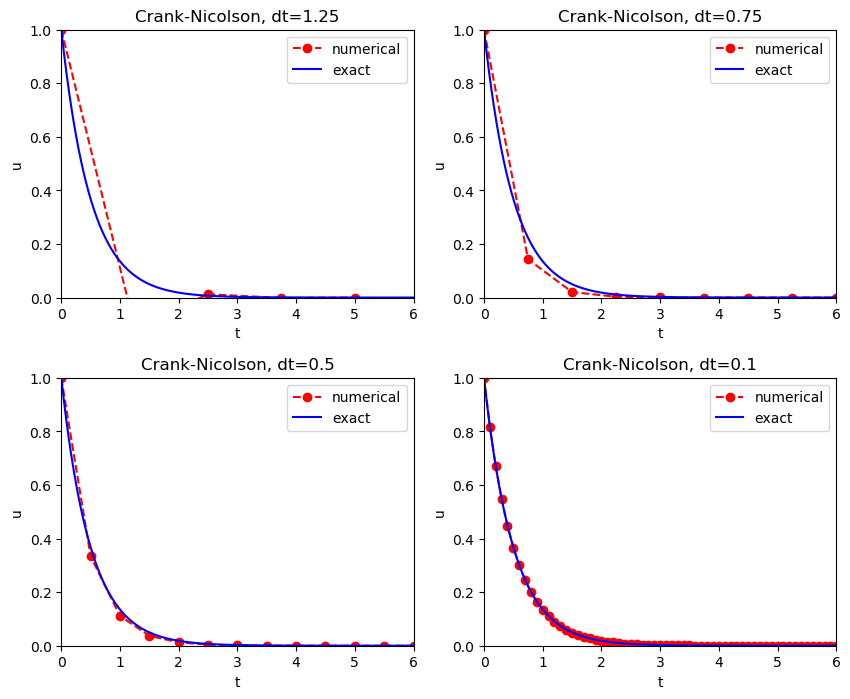 Crank-Nicolson, dt=1.25
numerical
exact
u
1.0
0.8
0.6
0.4
0.2
0.0
0 1 2 3 4 5 6
t
Crank-Nicolson, dt=0.75
numerical
exact
u
1.0
0.8
0.6
0.4
0.2
0.0
0 1 2 3 4 5 6
t
Crank-Nicolson, dt=0.5
numerical
exact
u
1.0
0.8
0.6
0.4
0.2
0.0
0 1 2 3 4 5 6
t
Crank-Nicolson, dt=0.1
numerical
exact
u
1.0
0.8
0.6
0.4
0.2
0.0
0 1 2 3 4 5 6
t